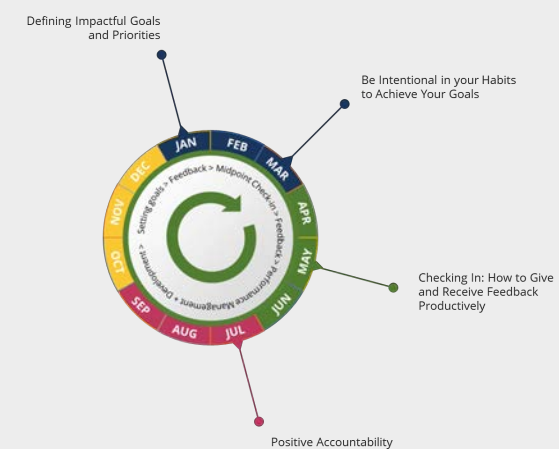 Defining Impactful Goals
and Priorities
Be Intentional in your Habits
to Achieve Your Goals
JAN
FEB
MAR
APR
MAY
JUN
JUL
AUG
SEP
OCT
NOV
DEC
Setting goals > Feedback > Midpoint Check-in > Feedback > Performance Management + Development >
Checking In: How to Give
and Receive Feedback
Productively
Positive Accountability